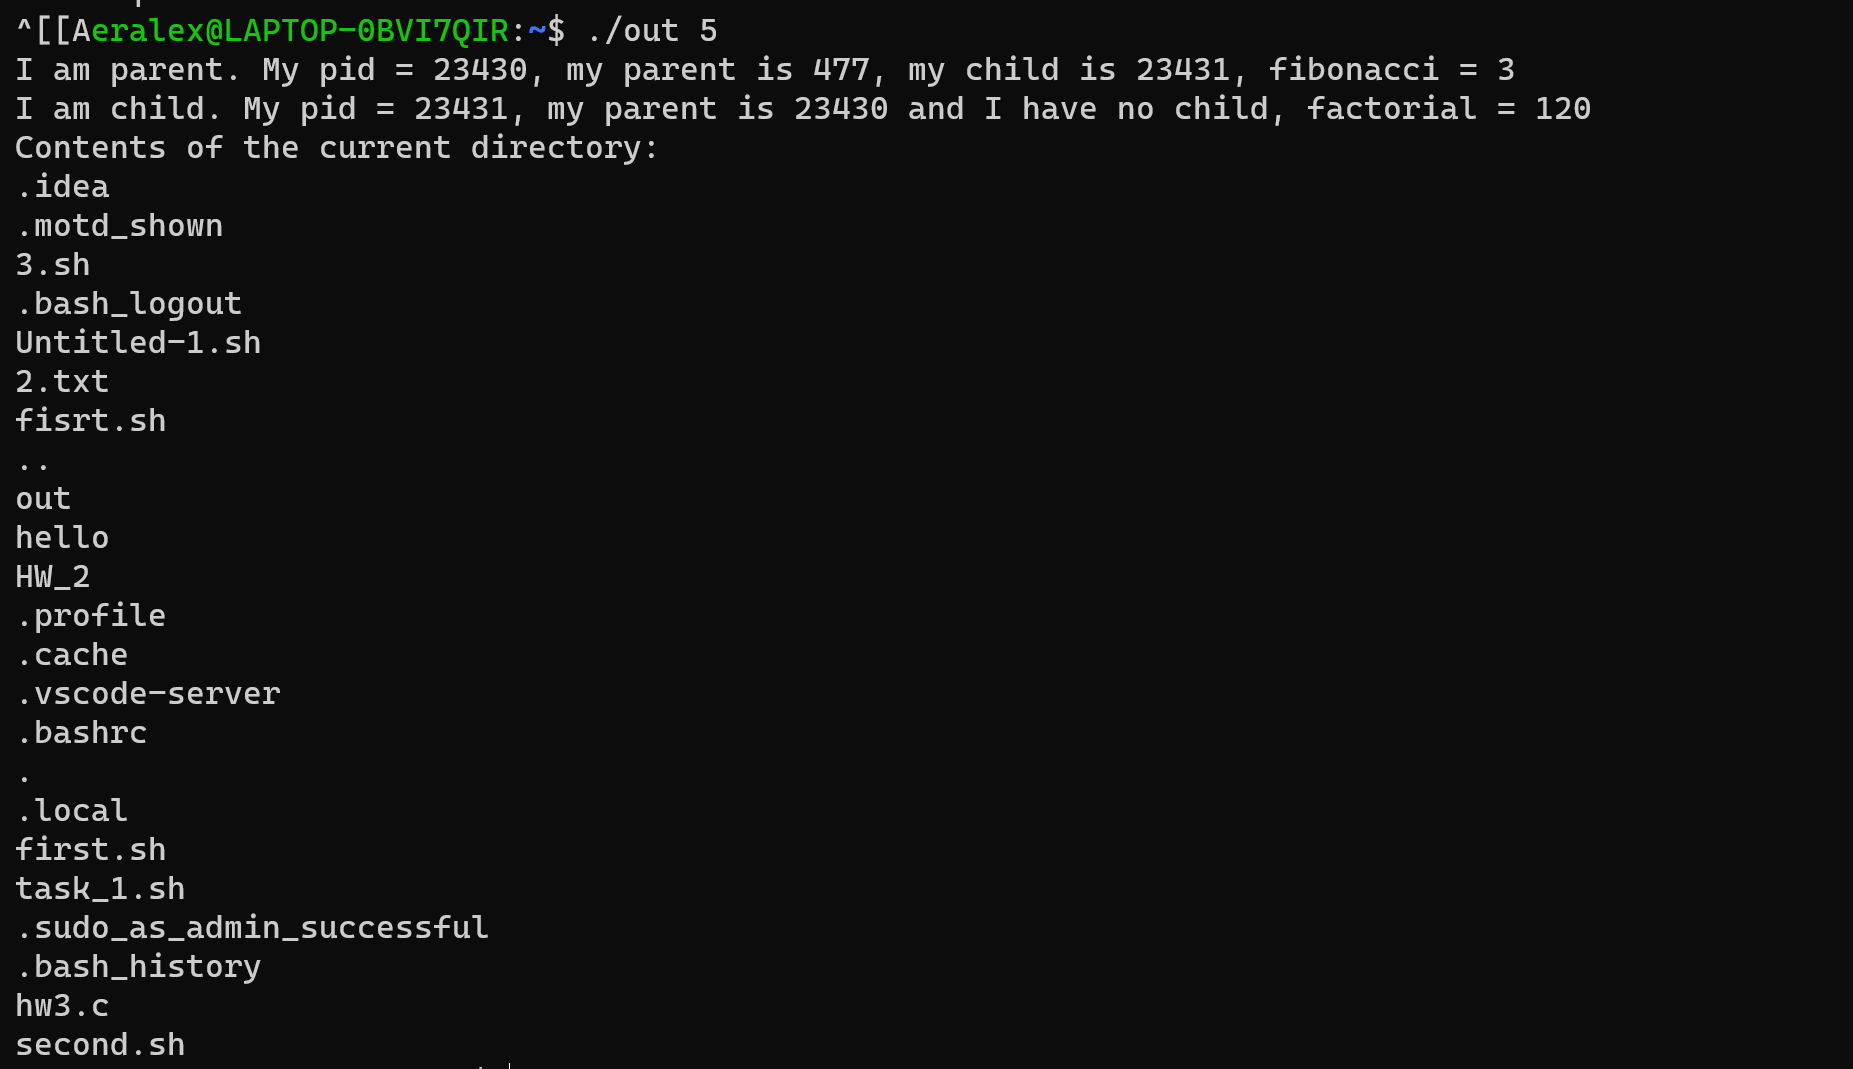 ^[[Aeralex@LAPTOP-0BVI7QIR:~$ ./out 5
I am parent. My pid = 23430, my parent is 477, my child is 23431, fibonacci = 3
I am child. My pid = 23431, my parent is 23430 and I have no child, factorial = 120
Contents of the current directory:
.idea
.motd_shown
3.sh
.bash_logout
Untitled-1.sh
2.txt
fisrt.sh
..
out
hello
HW_2
.profile
.cache
.vscode-server
.bashrc
.
.local
first.sh
task_1.sh
.sudo_as_admin_successful
.bash_history
hw3.c
second.sh